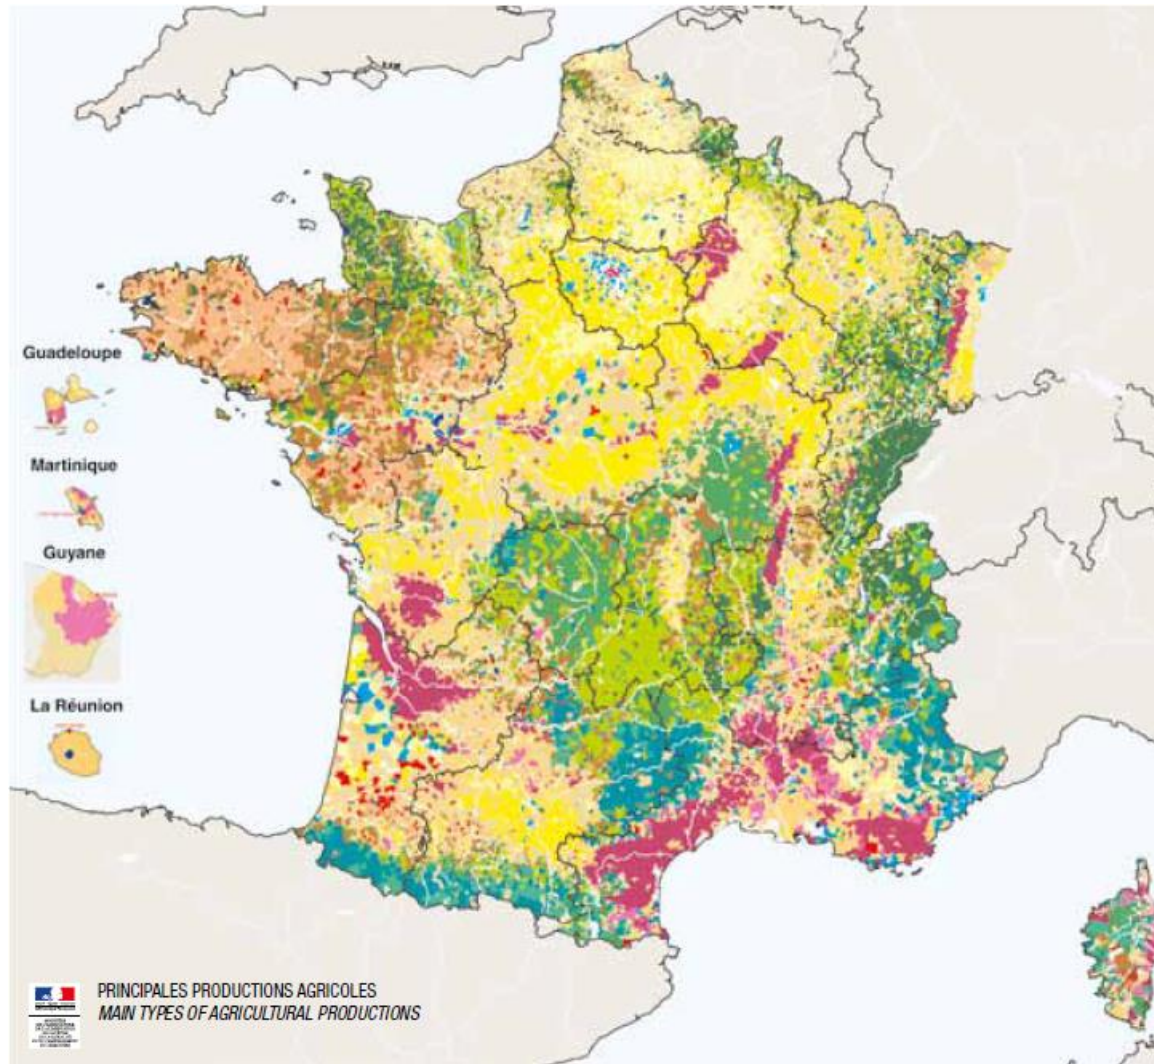 Guadeloupe
Martinique
Guyane
La Réunion
PRINCIPALES PRODUCTIONS AGRICOLES
MAIN TYPES OF AGRICULTURAL PRODUCTIONS